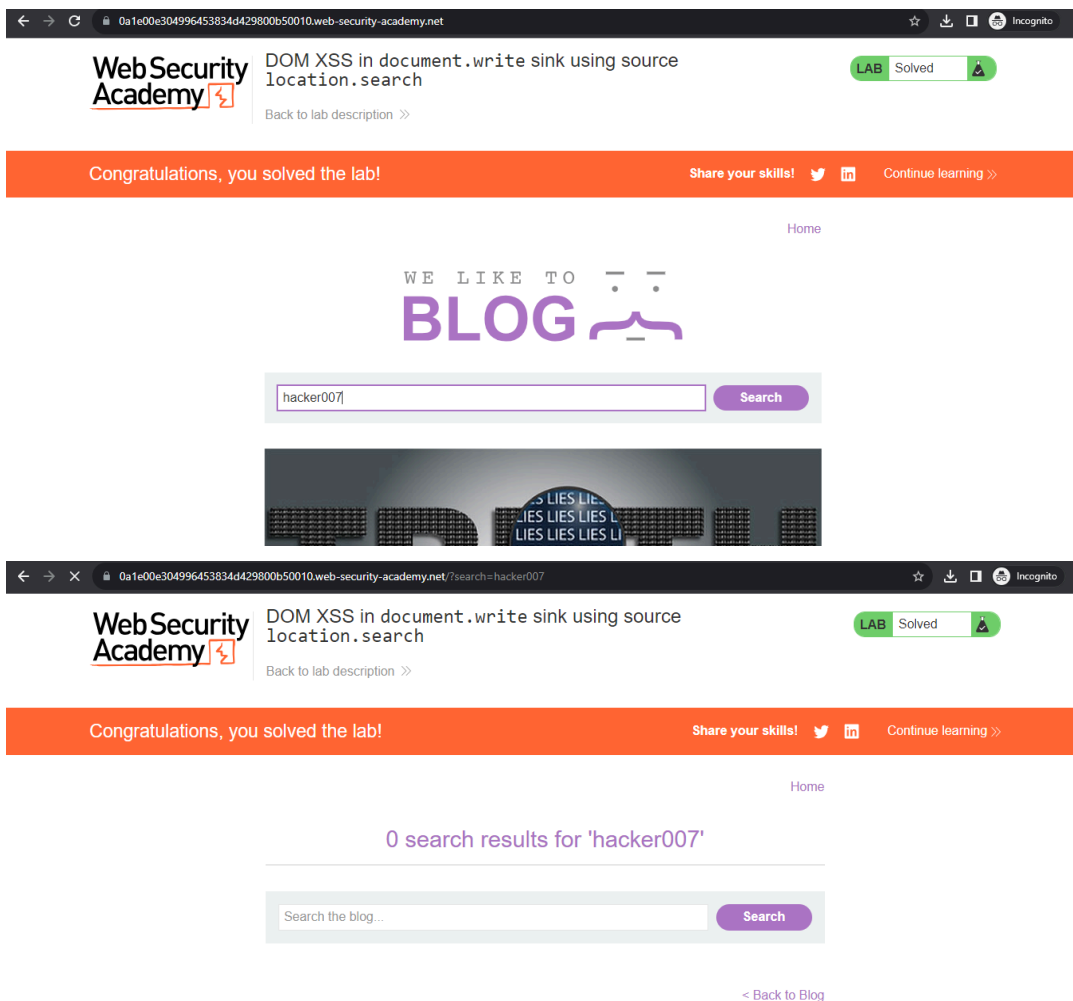 0a1e00e304996453834d429800b50010.web-security-academy.net
Incognito
Web Security
Academy
DOM XSS in document.write sink using source
location.search
Back to lab description >>
LAB Solved
Congratulations, you solved the lab!
Share your skills!
Continue learning >>
Home
WE LIKE TO
BLOG
hacker007
Search
TRUTH
LIES LIES
LIES LIES LIES
LIES LIES LIES
0a1e00e304996453834d429800b50010.web-security-academy.net/?search=hacker007
Incognito
Web Security
Academy
DOM XSS in document.write sink using source
location.search
Back to lab description >>
LAB Solved
Congratulations, you solved the lab!
Share your skills!
Continue learning >>
Home
0 search results for 'hacker007'
Search the blog...
Search
< Back to Blog